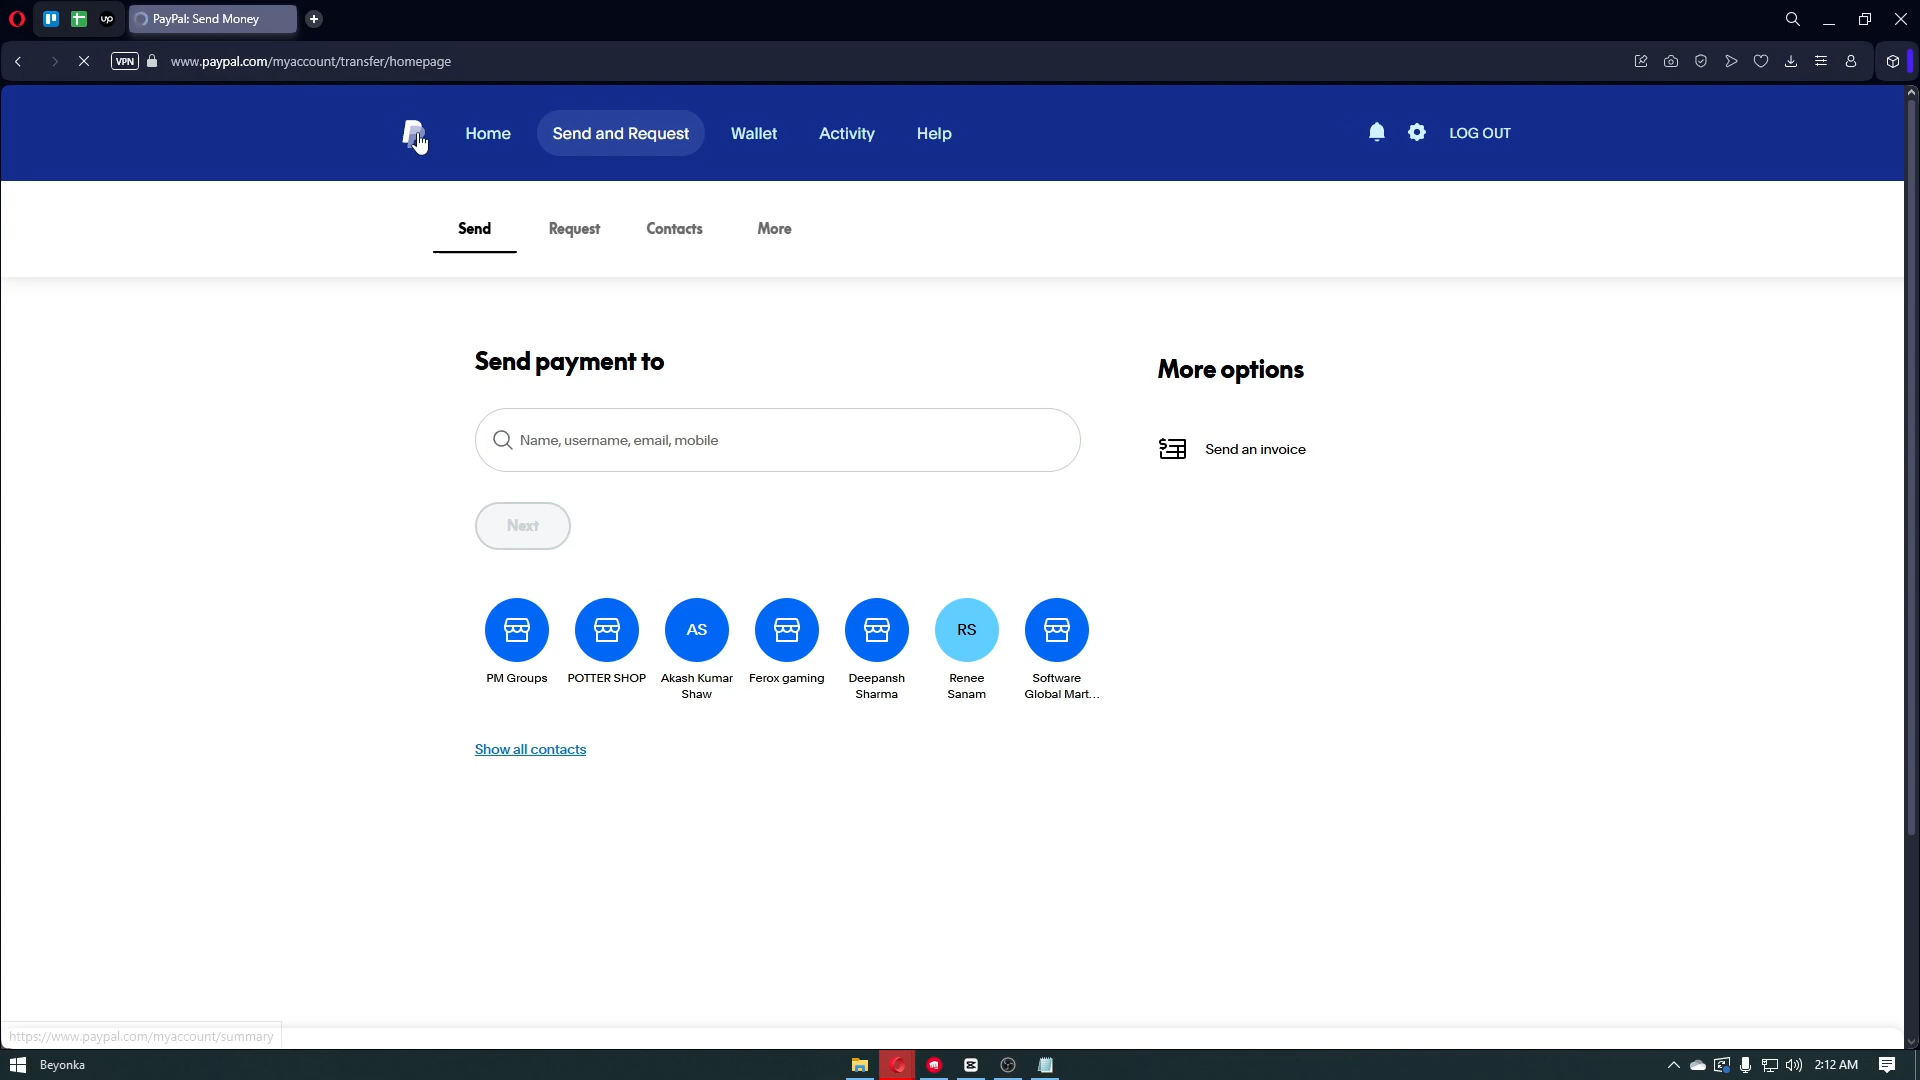 PayPal: Send Money
VPN
www.paypal.com/myaccount/transfer/homepage
Home
Send and Request
Wallet
Activity
Help
LOG OUT
Send
Request
Contacts
More
Send payment to
More options
Name, username, email, mobile
Send an invoice
Next
AS
RS
PM Groups
POTTER SHOP
Akash Kumar
Shaw
Ferox gaming
Deepansh
Sharma
Renee
Sanam
Software
Global Mart...
Show all contacts
https://www.paypal.com/myaccount/summary
Beyonka
2:12 AM